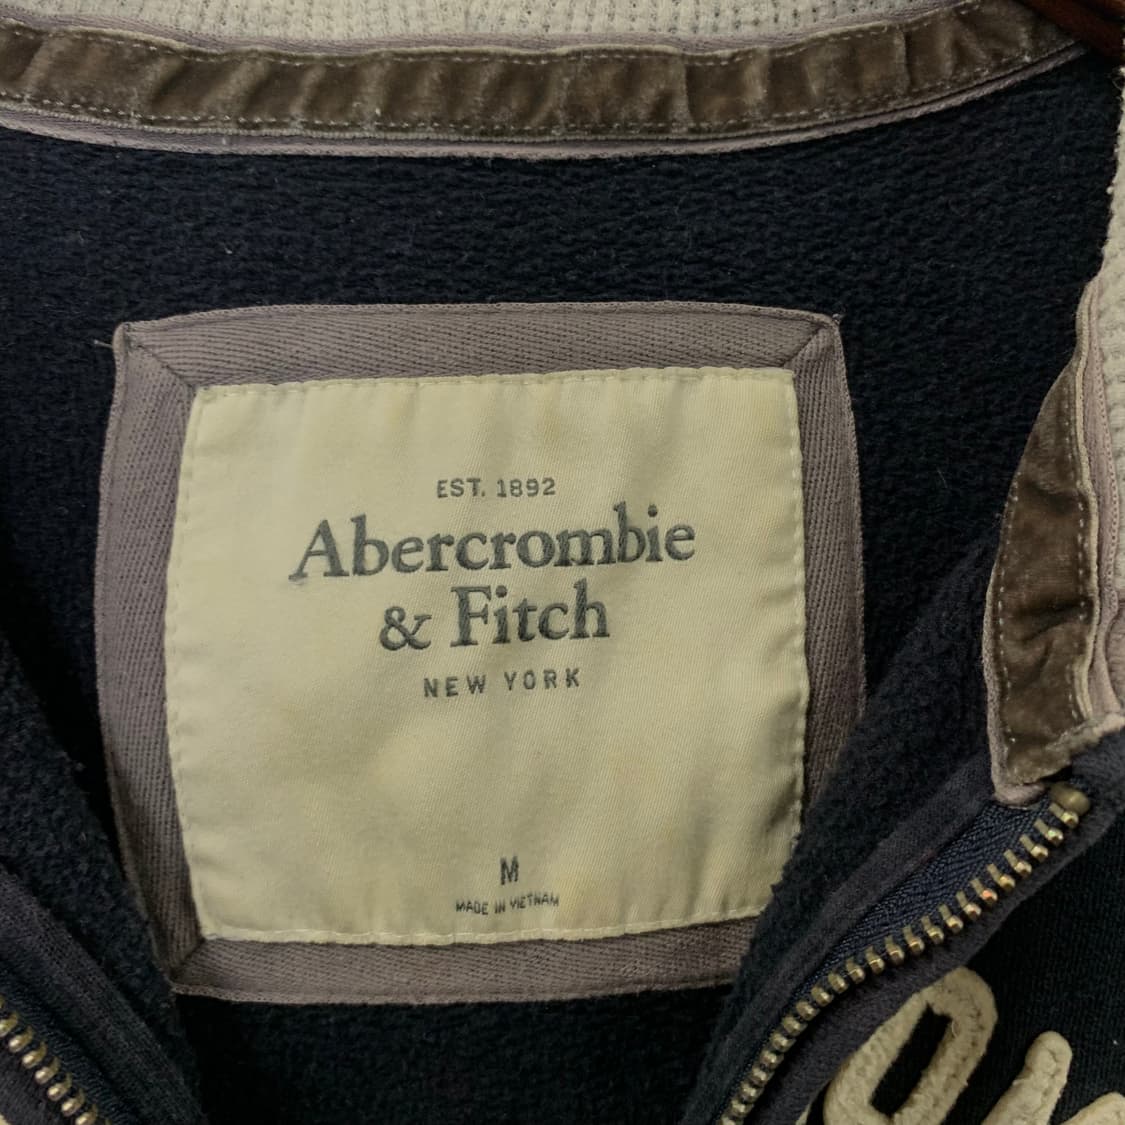 EST. 1892
Abercrombie
& Fitch
NEW YORK
M
MADE IN VIETNAM